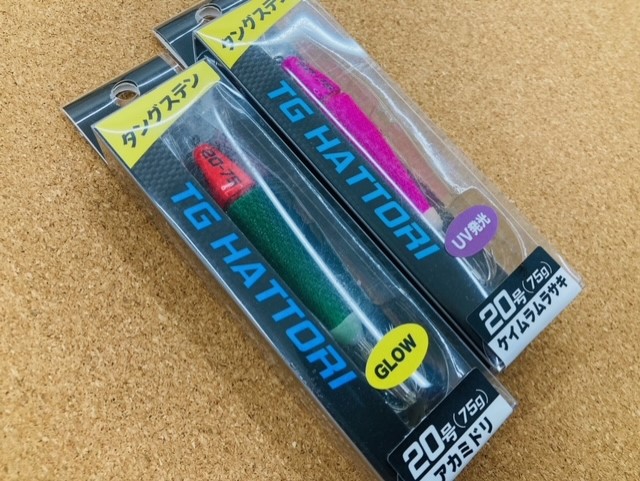 タングステン
TG HATTORI
20-75
GLOW
20号(75g)
アカミドリ
タングステン
TG HATTORI
UV発光
20号(75g)
ケイムラムラサキ